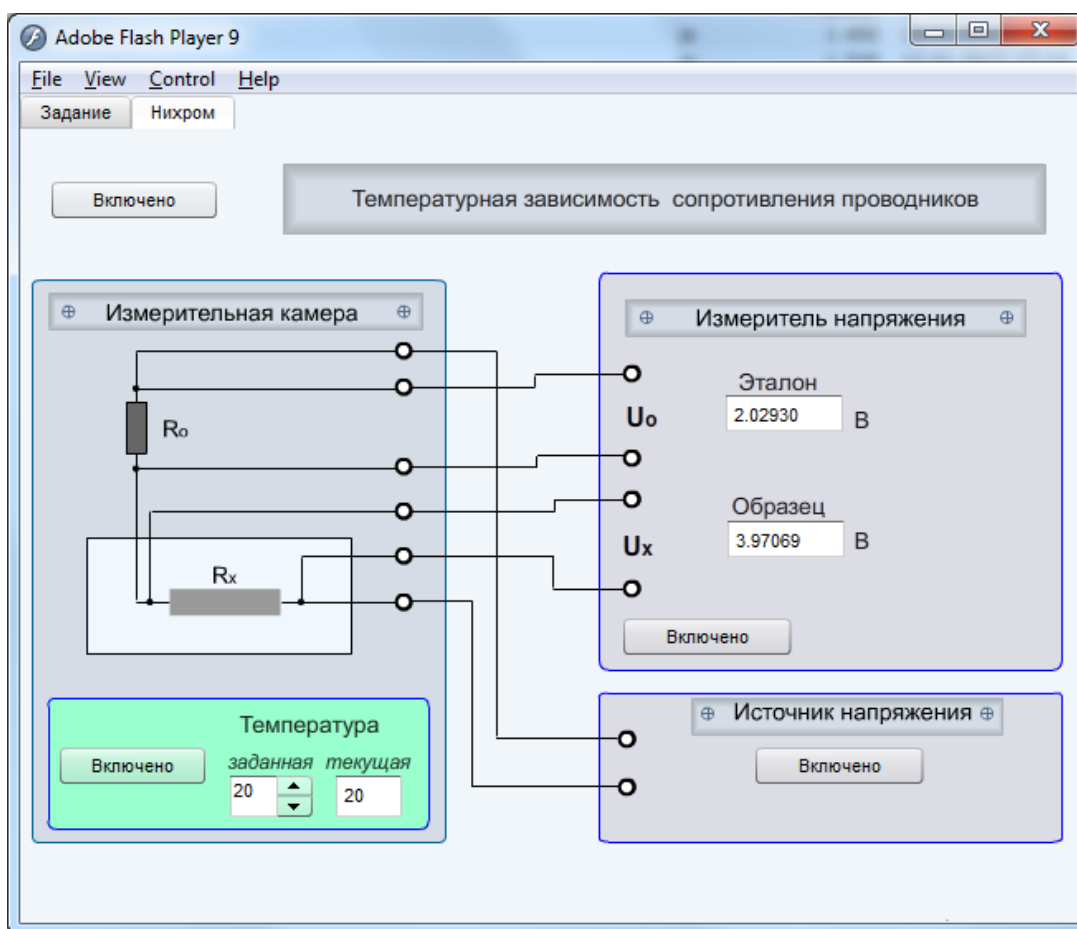 Adobe Flash Player 9
File View Control Help
Задание Нихром
Включено
Температурная зависимость сопротивления проводников
Измерительная камера
Ro
Rx
Температура
Включено
заданная текущая
20 20
Измеритель напряжения
Эталон
Uo 2.02930 В
Образец
Ux 3.97069 В
Включено
Источник напряжения
Включено